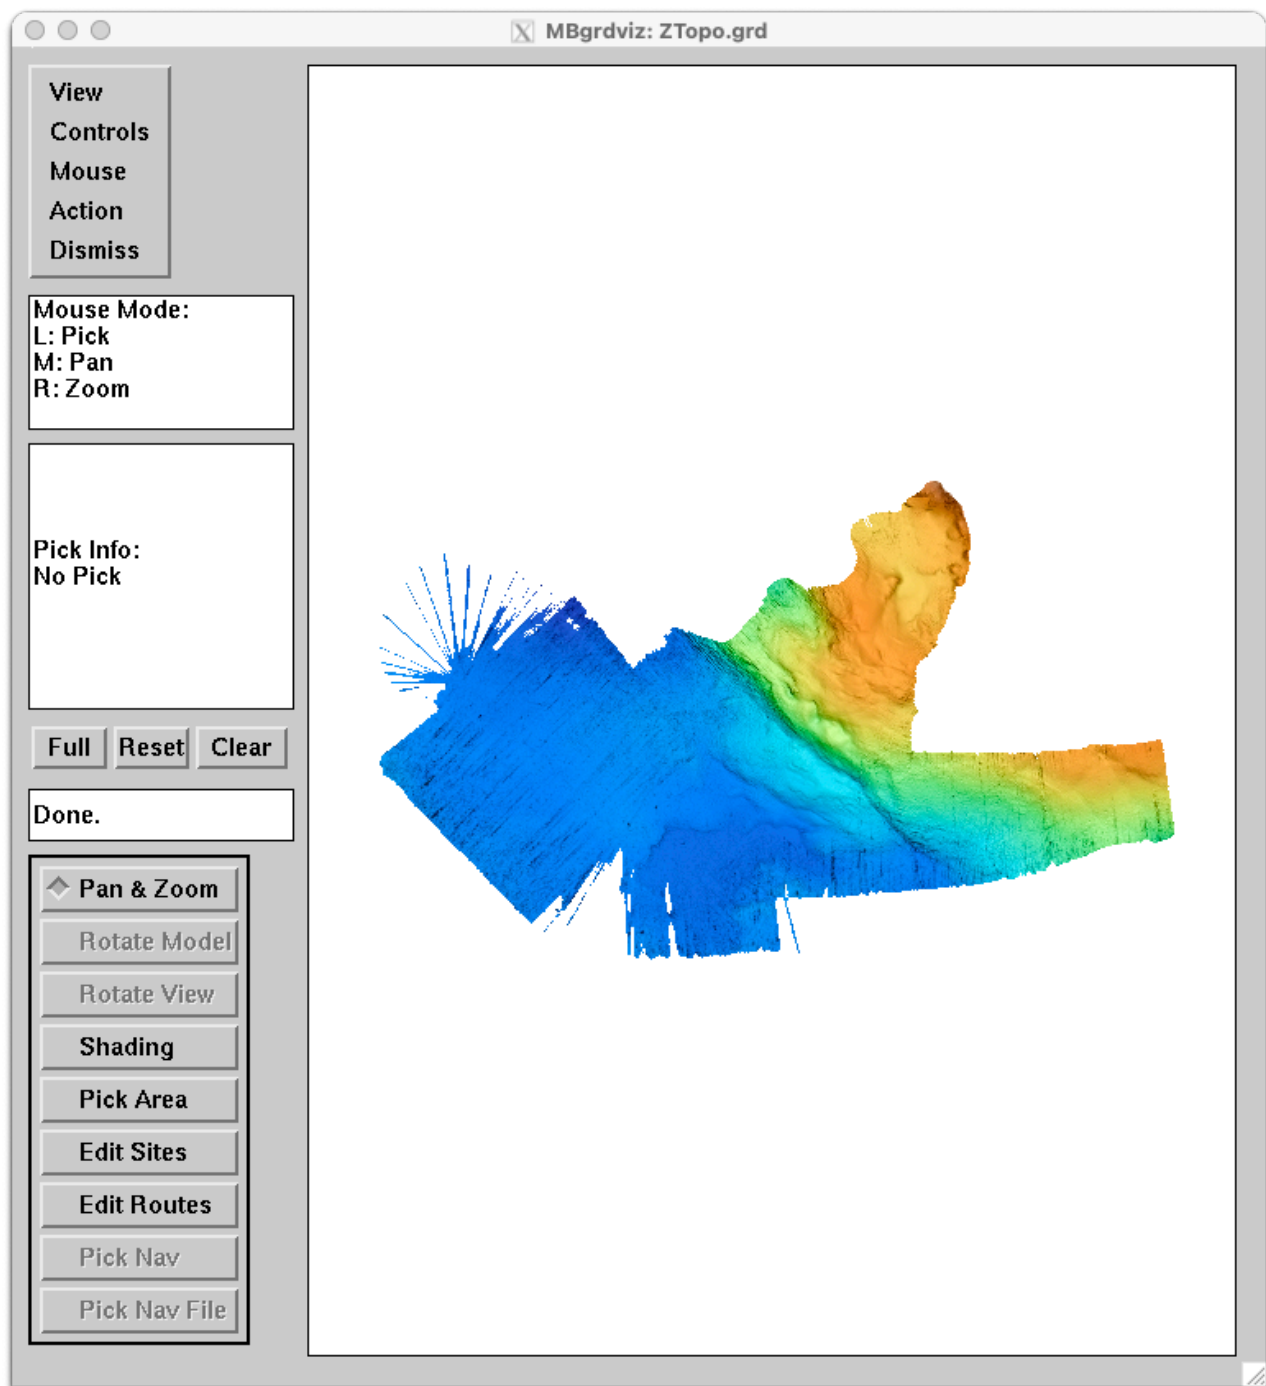 MBgrdviz: ZTopo.grd
View
Controls
Mouse
Action
Dismiss
Mouse Mode:
L: Pick
M: Pan
R: Zoom
Pick Info:
No Pick
Full Reset Clear
Done.
Pan & Zoom
Rotate Model
Rotate View
Shading
Pick Area
Edit Sites
Edit Routes
Pick Nav
Pick Nav File